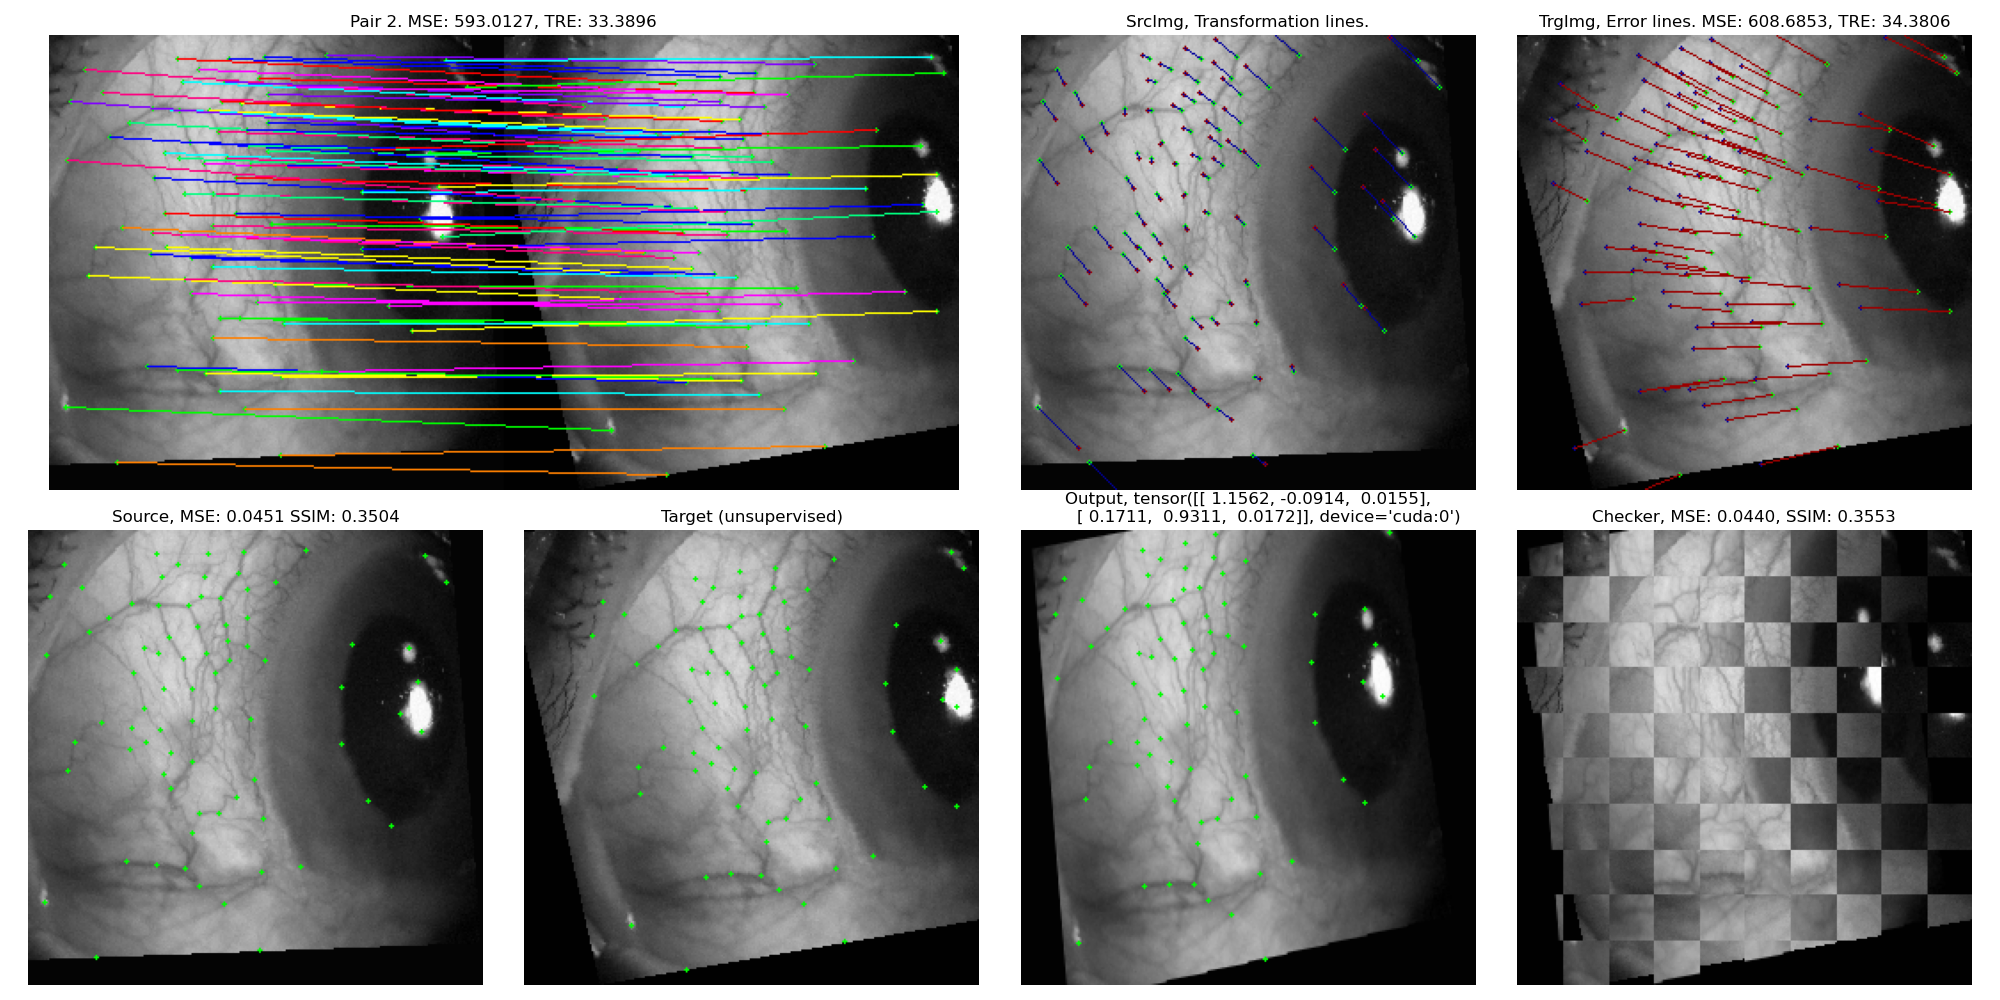 Pair 2. MSE: 593.0127, TRE: 33.3896
SrcImg, Transformation lines.
TrgImg, Error lines. MSE: 608.6853, TRE: 34.3806
Source, MSE: 0.0451 SSIM: 0.3504
Target (unsupervised)
Output, tensor([[ 1.1562, -0.0914,  0.0155],
[ 0.1711,  0.9311,  0.0172]], device='cuda:0')
Checker, MSE: 0.0440, SSIM: 0.3553